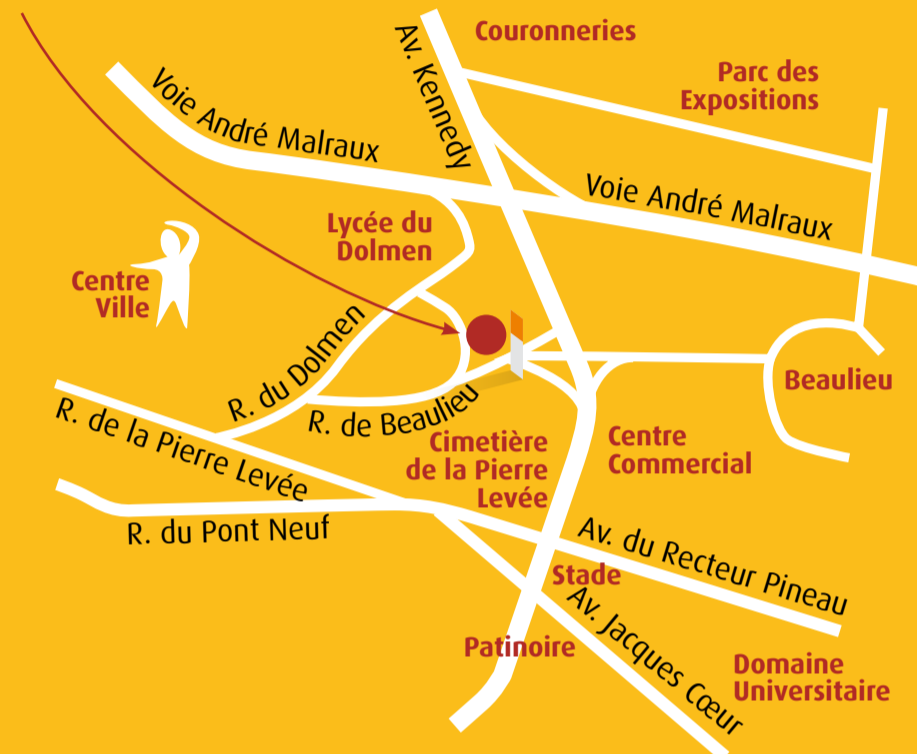 Couronneries
Av. Kennedy
Parc des
Expositions
Voie André Malraux
Voie André Malraux
Lycée du
Dolmen
Centre
Ville
R. du Dolmen
Beaulieu
R. de Beaulieu
R. de la Pierre Levée
Cimetière
de la Pierre
Levée
Centre
Commercial
R. du Pont Neuf
Av. du Recteur Pineau
Stade
Av. Jacques Cœur
Patinoire
Domaine
Universitaire